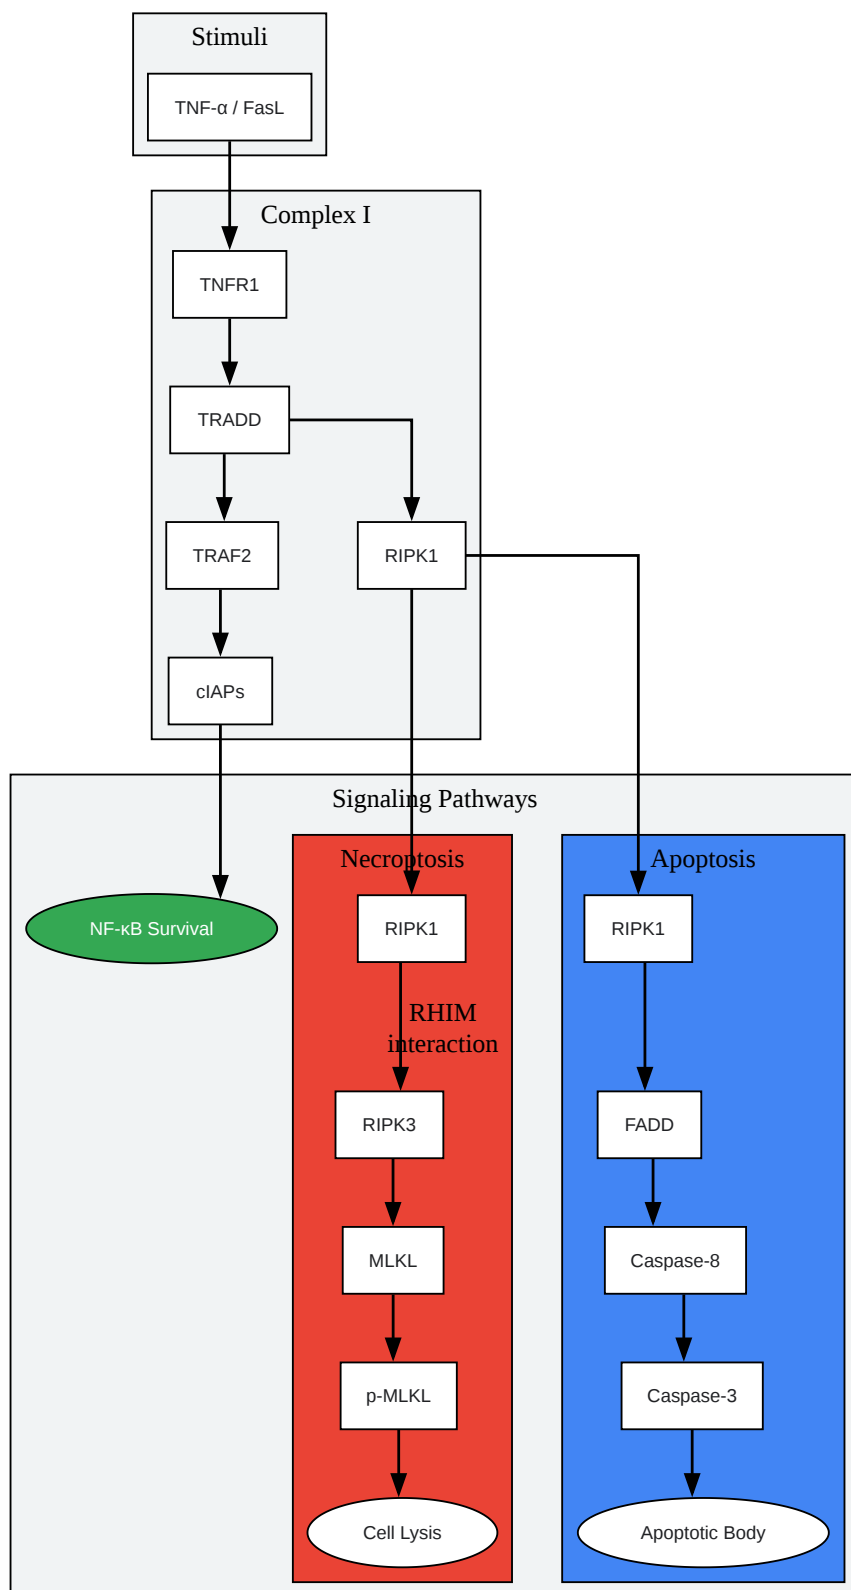 Stimuli
TNF-α / FasL
Complex I
TNFR1
TRADD
TRAF2
RIPK1
cIAPs
Signaling Pathways
Necroptosis
Apoptosis
NF-κB Survival
RIPK1
RIPK1
RHIM
interaction
RIPK3
FADD
MLKL
Caspase-8
p-MLKL
Caspase-3
Cell Lysis
Apoptotic Body